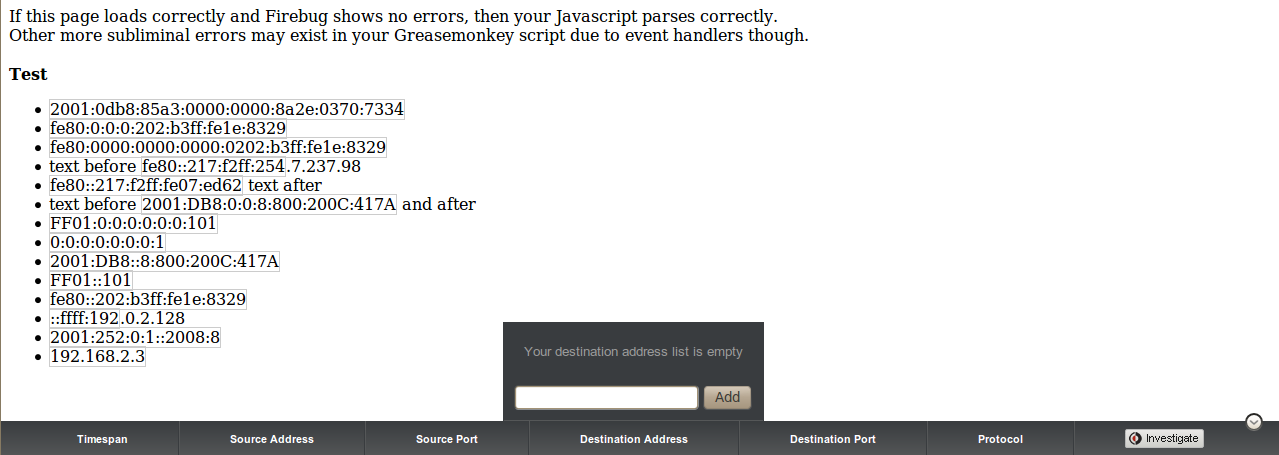 If this page loads correctly and Firebug shows no errors, then your Javascript parses correctly.
Other more subliminal errors may exist in your Greasemonkey script due to event handlers though.
Test
2001:0db8:85a3:0000:0000:8a2e:0370:7334
fe80:0:0:0:202:b3ff:fe1e:8329
fe80:0000:0000:0000:0202:b3ff:fe1e:8329
text before fe80::217:f2ff:254.7.237.98
fe80::217:f2ff:fe07:ed62 text after
text before 2001:DB8:0:0:8:800:200C:417A and after
FF01:0:0:0:0:0:0:101
0:0:0:0:0:0:0:1
2001:DB8::8:800:200C:417A
FF01::101
fe80::202:b3ff:fe1e:8329
::ffff:192.0.2.128
2001:252:0:1::2008:8
192.168.2.3
Your destination address list is empty
Add
Timespan Source Address Source Port Destination Address Destination Port Protocol Investigate